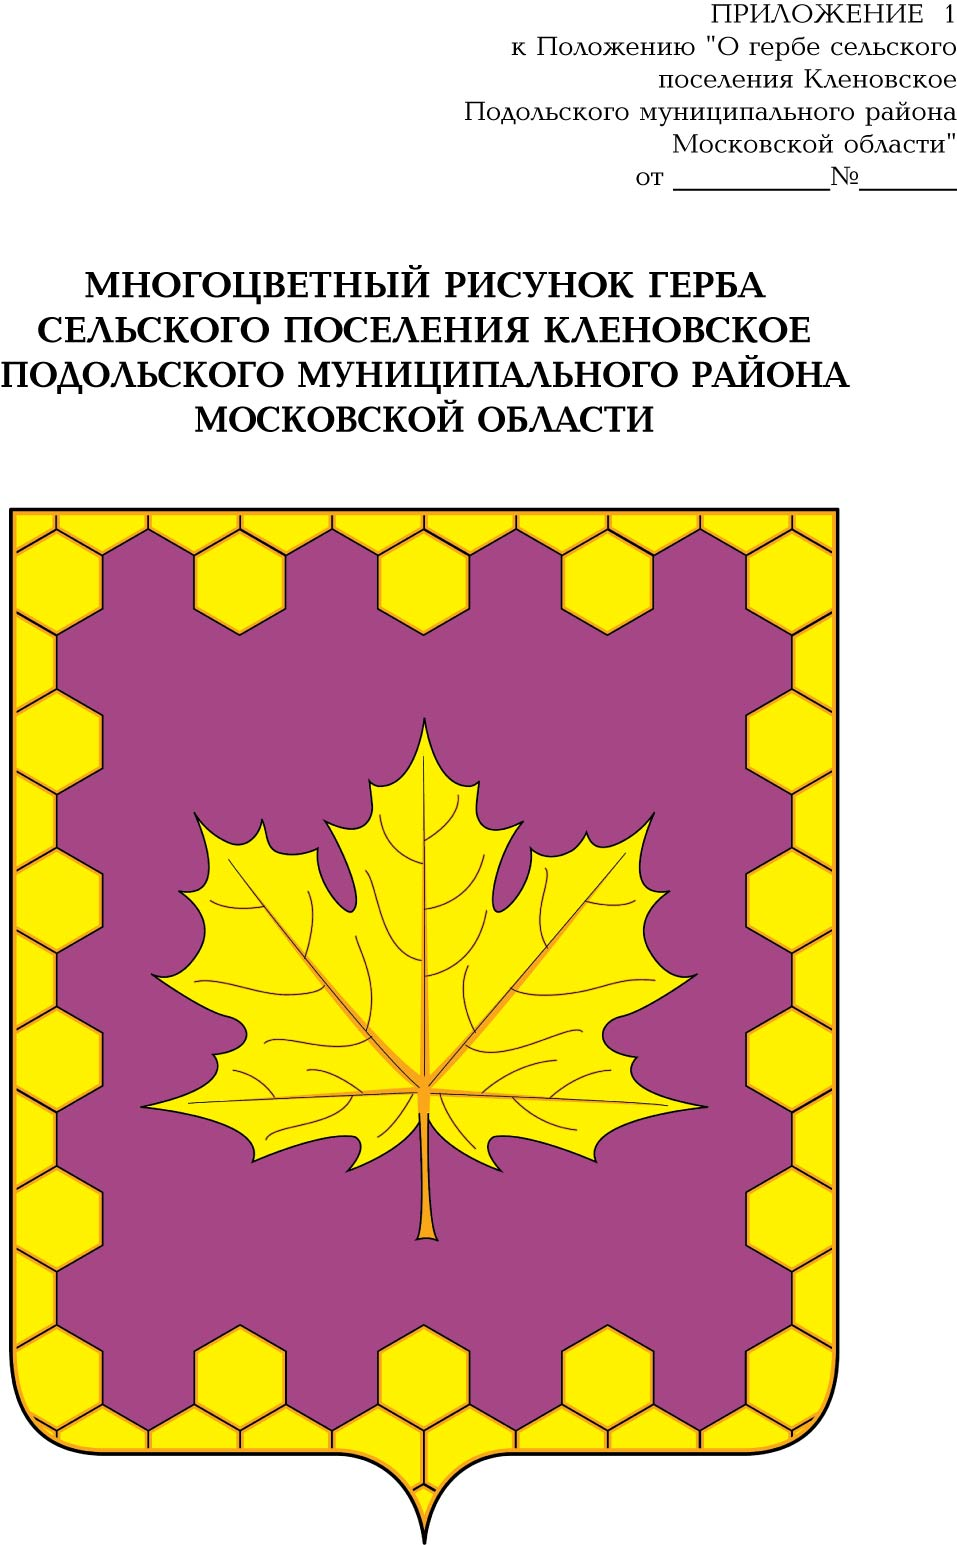 ПРИЛОЖЕНИЕ 1
к Положению "О гербе сельского
поселения Кленовское
Подольского муниципального района
Московской области"
от ___________№_______
МНОГОЦВЕТНЫЙ РИСУНОК ГЕРБА
СЕЛЬСКОГО ПОСЕЛЕНИЯ КЛЕНОВСКОЕ
ПОДОЛЬСКОГО МУНИЦИПАЛЬНОГО РАЙОНА
МОСКОВСКОЙ ОБЛАСТИ